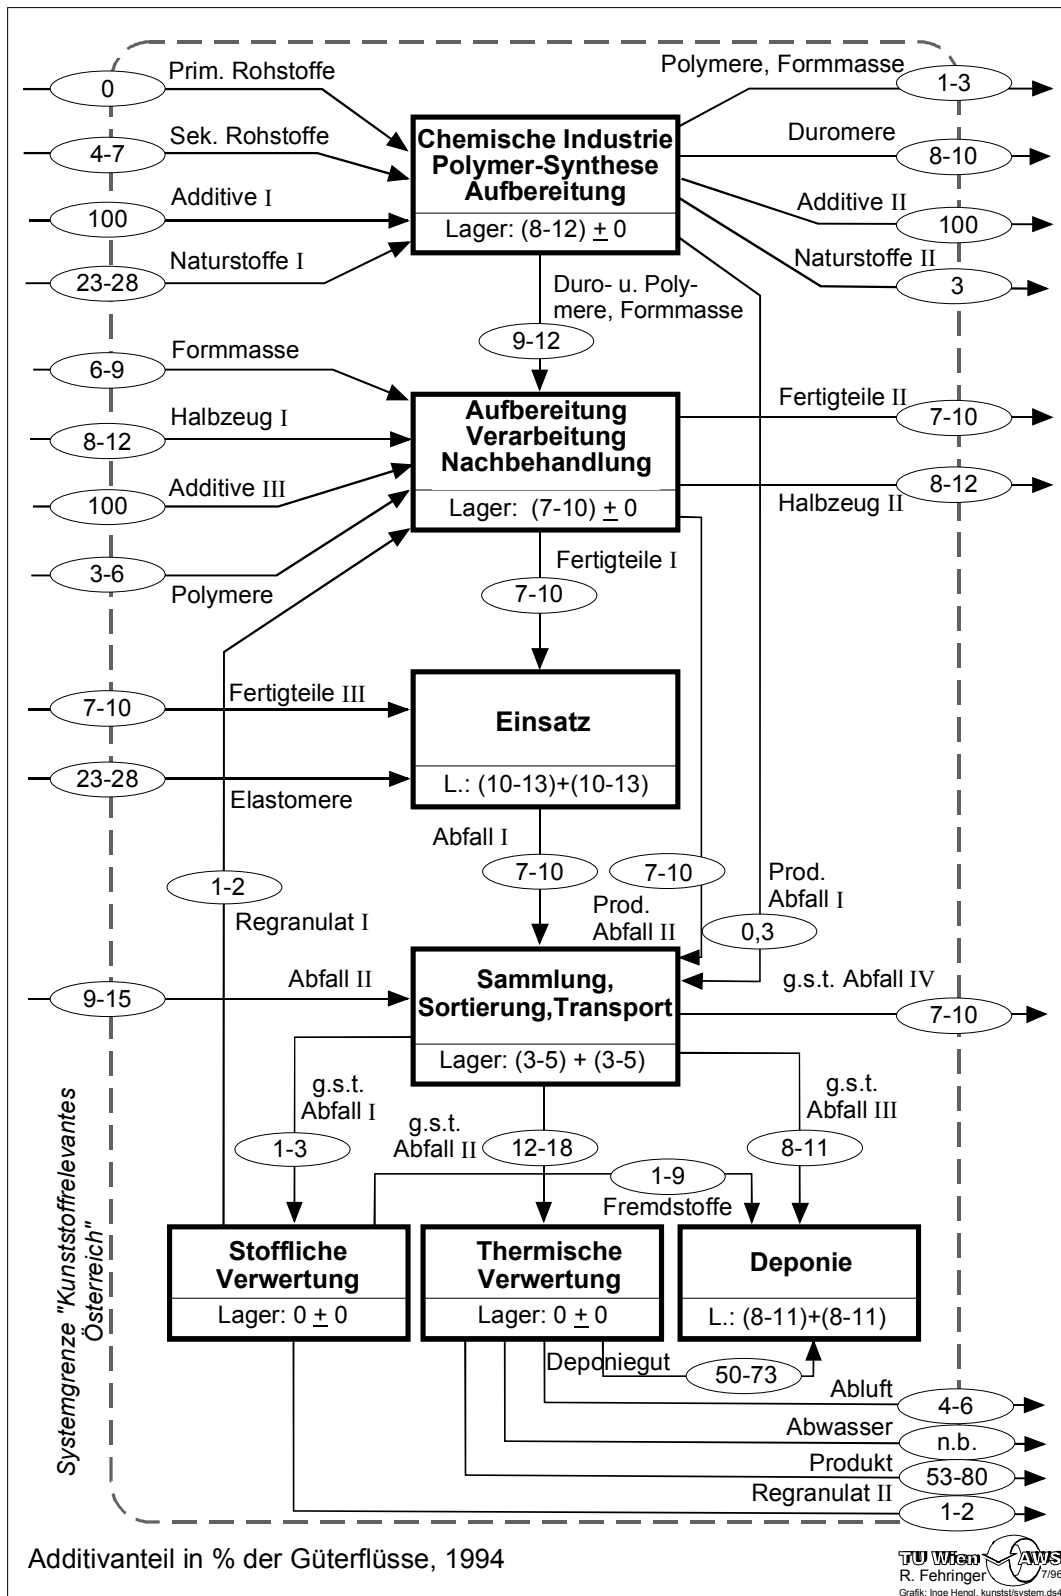 Prim. Rohstoffe
0
Sek. Rohstoffe
4-7
Additive I
100
Naturstoffe I
23-28
Polymere, Formmasse
1-3
Duromere
8-10
Additive II
100
Naturstoffe II
3
Chemische Industrie
Polymer-Synthese
Aufbereitung
Lager: (8-12) ± 0
Duro- u. Poly-
mere, Formmasse
9-12
Formmasse
6-9
Halbzeug I
8-12
Additive III
100
3-6
Polymere
Aufbereitung
Verarbeitung
Nachbehandlung
Lager: (7-10) ± 0
Fertigteile II
7-10
8-12
Halbzeug II
Fertigteile I
7-10
Fertigteile III
7-10
23-28
Elastomere
Einsatz
L.: (10-13)+(10-13)
Abfall I
7-10
7-10
Prod.
Abfall II
Prod.
Abfall I
0,3
1-2
Regranulat I
Abfall II
9-15
Sammlung,
Sortierung,Transport
Lager: (3-5) + (3-5)
g.s.t. Abfall IV
7-10
g.s.t.
Abfall I
1-3
g.s.t.
Abfall II
12-18
g.s.t.
Abfall III
8-11
1-9
Fremdstoffe
Stoffliche
Verwertung
Lager: 0 ± 0
Thermische
Verwertung
Lager: 0 ± 0
Deponie
L.: (8-11)+(8-11)
Deponiegut
50-73
Abluft
4-6
Abwasser
n.b.
Produkt
53-80
Regranulat II
1-2
Systemgrenze "Kunststoffrelevantes
Österreich"
Additivanteil in % der Güterflüsse, 1994
TU Wien AWS
R. Fehringer 7/96
Grafik: Inge Hengl, kunstst/system.ds4